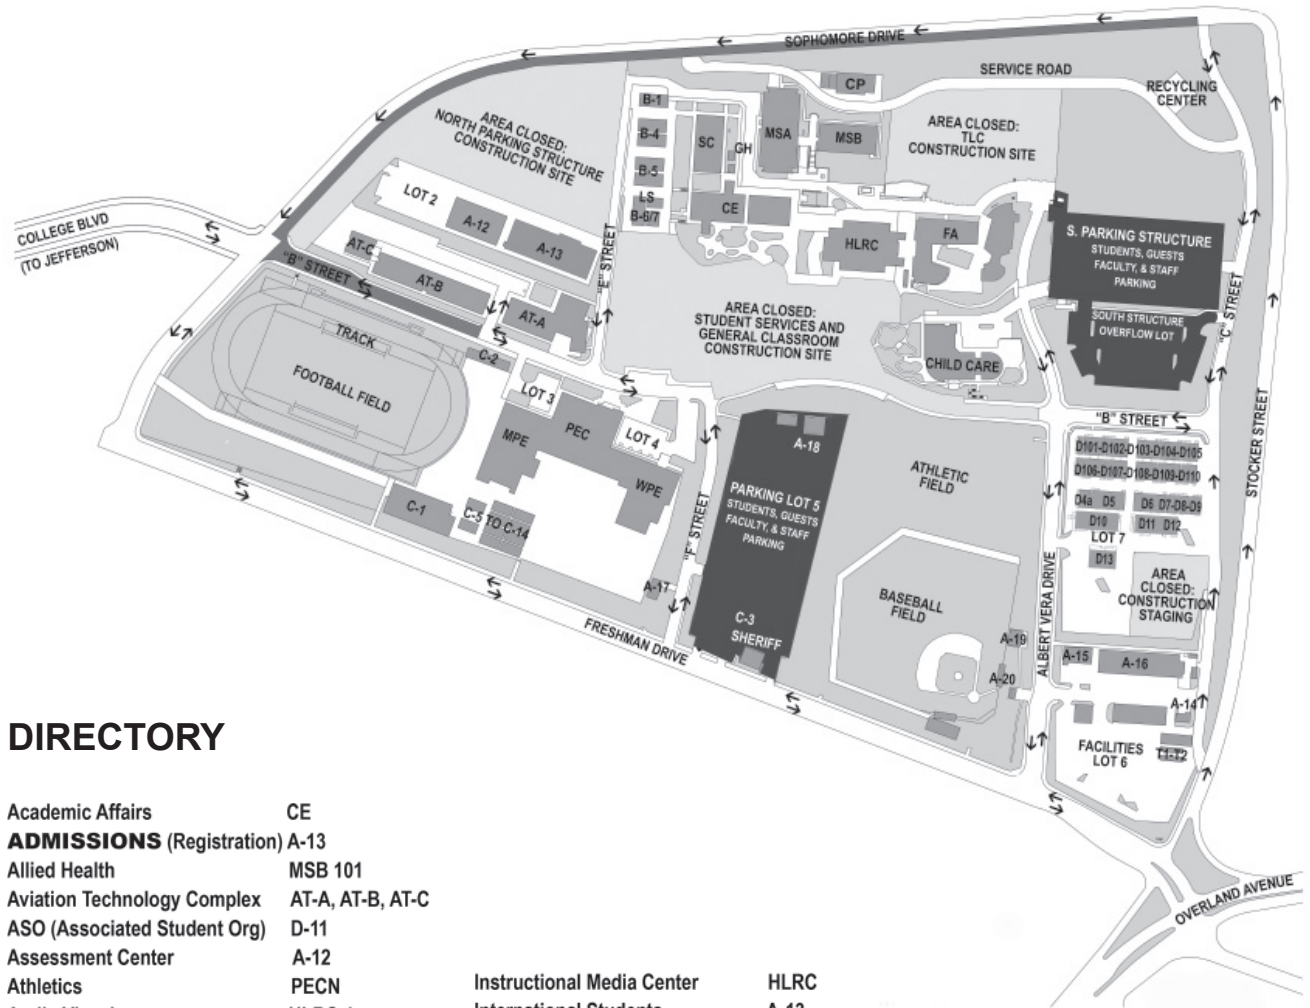 SOPHOMORE DRIVE
SERVICE ROAD
RECYCLING
CENTER
CP
B-1
B-4
B-5
LS
B-6/7
SC
GH
MSA
MSB
CE
AREA CLOSED:
TLC
CONSTRUCTION SITE
AREA CLOSED:
NORTH PARKING STRUCTURE
CONSTRUCTION SITE
LOT 2
A-12
A-13
AT-C
AT-B
AT-A
"B" STREET
"E" STREET
COLLEGE BLVD
(TO JEFFERSON)
HLRC
FA
S. PARKING STRUCTURE
STUDENTS, GUESTS
FACULTY, & STAFF
PARKING
SOUTH STRUCTURE
OVERFLOW LOT
"C" STREET
STOCKER STREET
AREA CLOSED:
STUDENT SERVICES AND
GENERAL CLASSROOM
CONSTRUCTION SITE
CHILD CARE
TRACK
FOOTBALL FIELD
C-2
LOT 3
MPE
PEC
LOT 4
WPE
C-1
C-5 TO C-14
A-17
"F" STREET
FRESHMAN DRIVE
A-18
PARKING LOT 5
STUDENTS, GUESTS
FACULTY, & STAFF
PARKING
C-3
SHERIFF
ATHLETIC
FIELD
BASEBALL
FIELD
A-19
A-20
ALBERT VERA DRIVE
"B" STREET
D101-D102-D103-D104-D105
D106-D107-D108-D109-D110
D4a D5 D6 D7-D8-D9
D10 D11 D12
LOT 7
D13
AREA
CLOSED:
CONSTRUCTION
STAGING
A-15
A-16
A-14
FACILITIES
LOT 6
T1-T2
OVERLAND AVENUE
DIRECTORY
Academic Affairs CE
ADMISSIONS (Registration) A-13
Allied Health MSB 101
Aviation Technology Complex AT-A, AT-B, AT-C
ASO (Associated Student Org) D-11
Assessment Center A-12
Athletics PECN
Instructional Media Center HLRC
International Students A-13